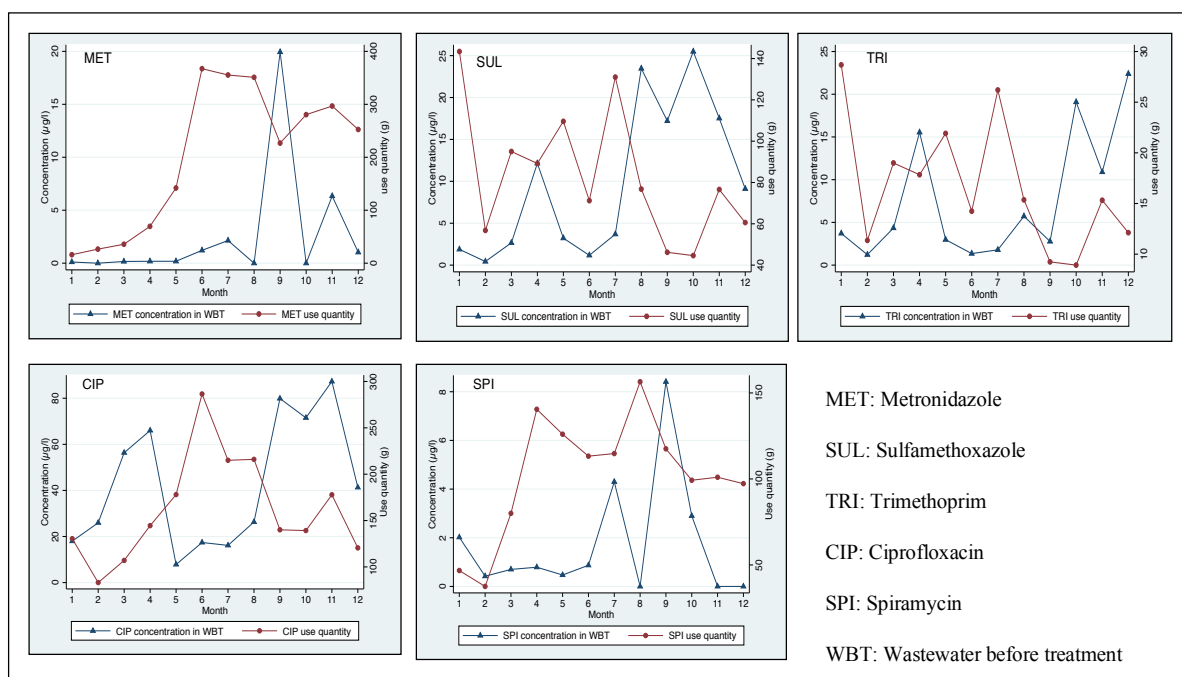 MET
Concentration (µg/l)
use quantity (g)
20
15
10
5
0
400
300
200
100
0
1 2 3 4 5 6 7 8 9 10 11 12
Month
MET concentration in WBT MET use quantity
SUL
Concentration (µg/l)
use quantity (g)
25
20
15
10
5
0
140
120
100
80
60
40
1 2 3 4 5 6 7 8 9 10 11 12
Month
SUL concentration in WBT SUL use quantity
TRI
Concentration (µg/l)
use quantity (g)
25
20
15
10
5
0
30
25
20
15
10
1 2 3 4 5 6 7 8 9 10 11 12
Month
TRI concentration in WBT TRI use quantity
CIP
Concentration (µg/l)
Use quantity (g)
80
60
40
20
0
300
250
200
150
100
1 2 3 4 5 6 7 8 9 10 11 12
Month
CIP concentration in WBT CIP use quantity
SPI
Concentration (µg/l)
Use quantity (g)
8
6
4
2
0
150
100
50
1 2 3 4 5 6 7 8 9 10 11 12
Month
SPI concentration in WBT SPI use quantity
MET: Metronidazole
SUL: Sulfamethoxazole
TRI: Trimethoprim
CIP: Ciprofloxacin
SPI: Spiramycin
WBT: Wastewater before treatment